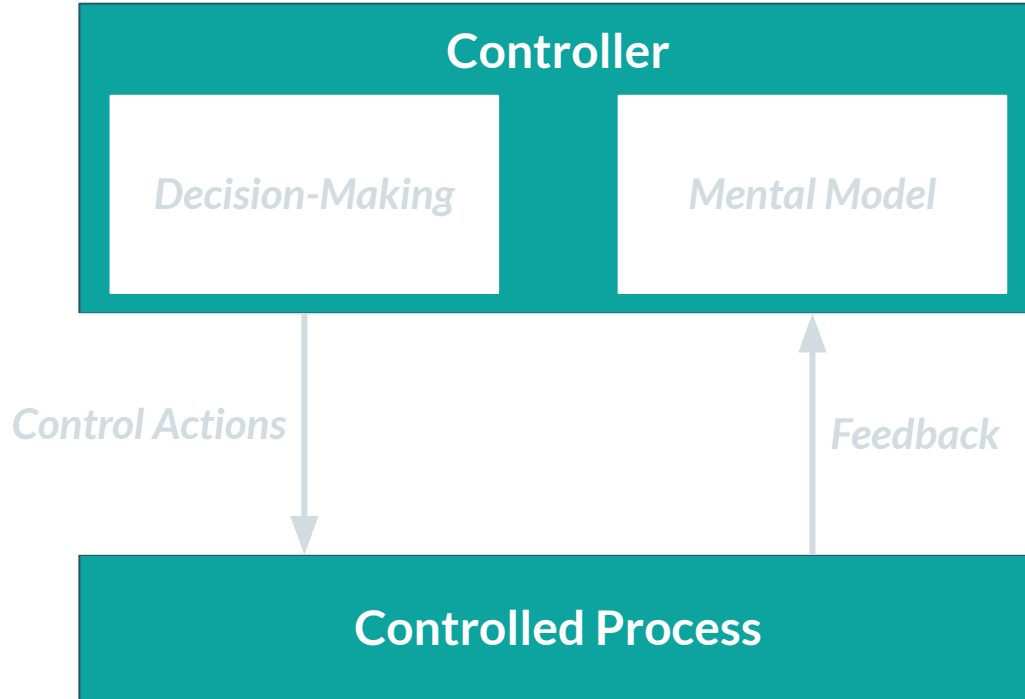 Controller
Decision-Making
Mental Model
Control Actions
Feedback
Controlled Process